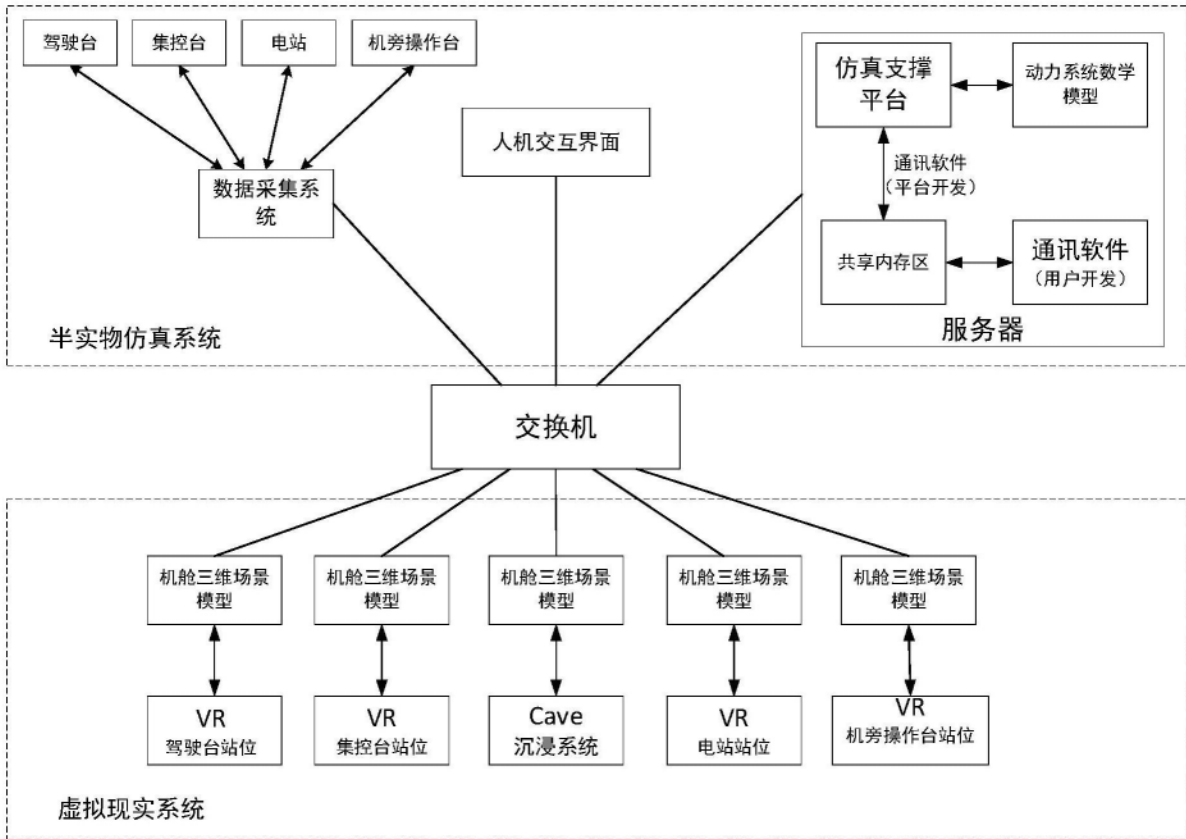 驾驶台
集控台
电站
机旁操作台
数据采集系
统
人机交互界面
仿真支撑
平台
动力系统数学
模型
通讯软件
（平台开发）
共享内存区
通讯软件
（用户开发）
服务器
半实物仿真系统
交换机
机舱三维场景
模型
机舱三维场景
模型
机舱三维场景
模型
机舱三维场景
模型
机舱三维场景
模型
VR
驾驶台站位
VR
集控台站位
Cave
沉浸系统
VR
电站站位
VR
机旁操作台站位
虚拟现实系统